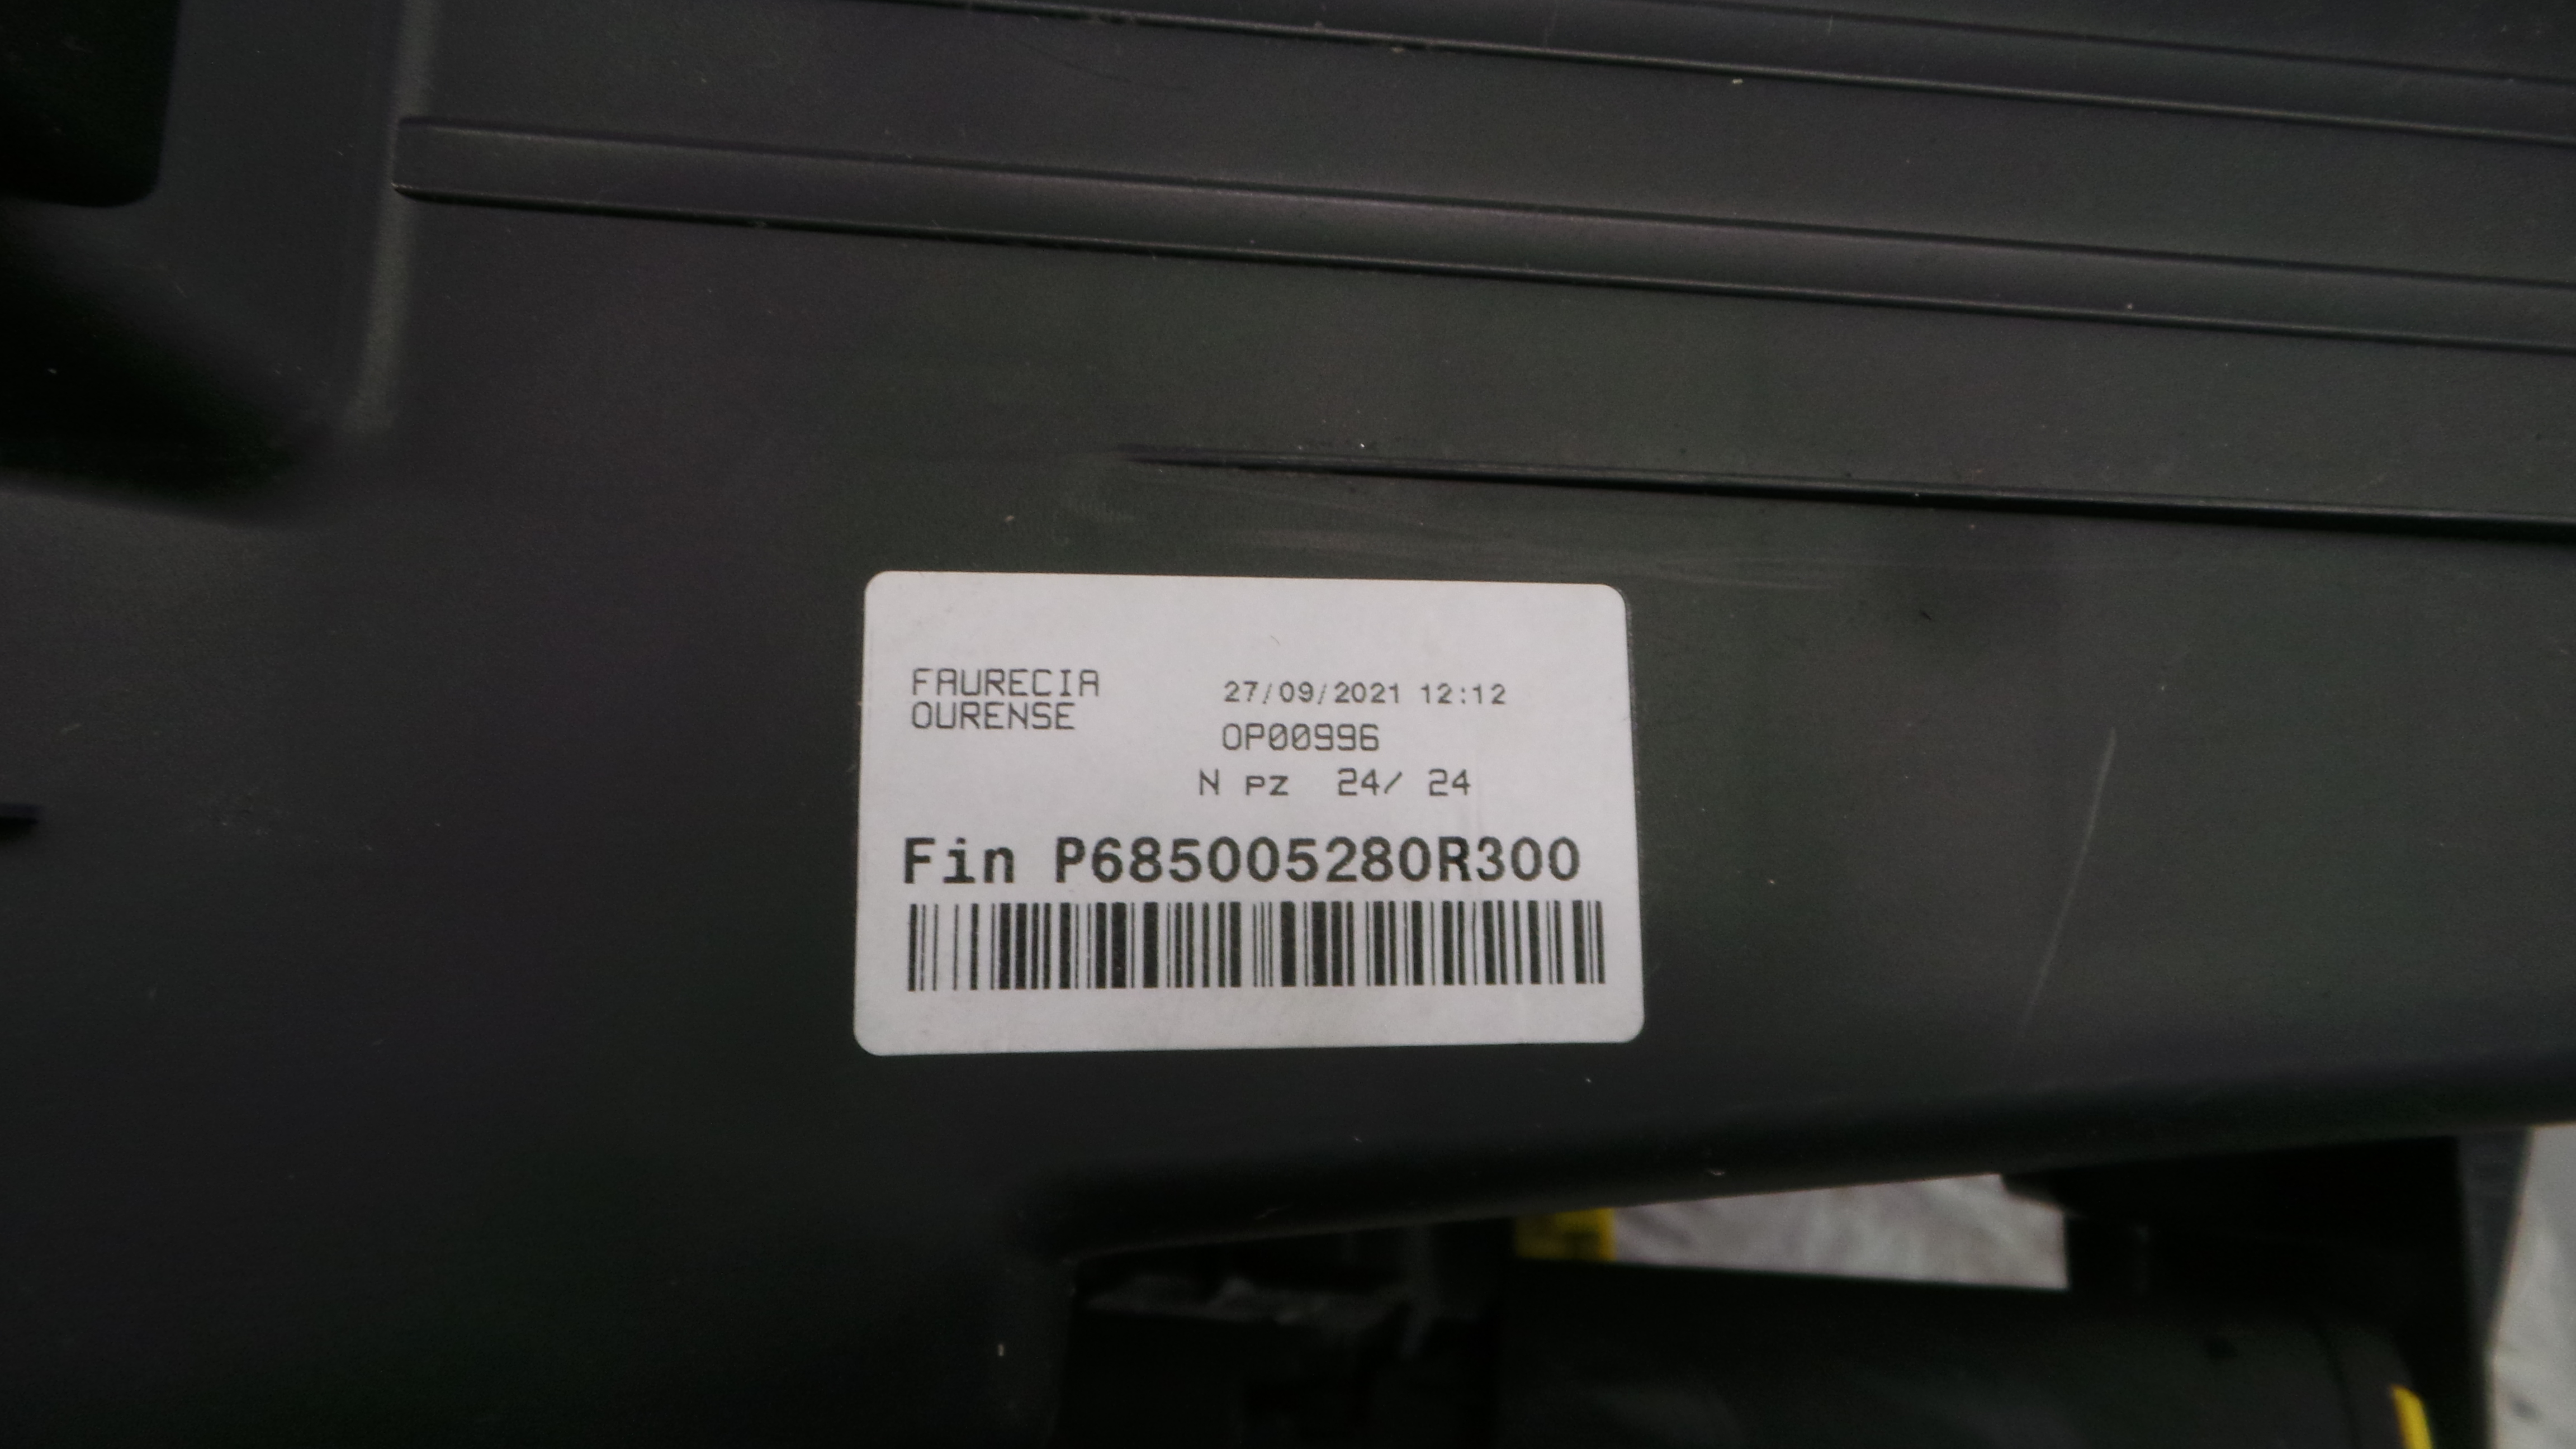 FAURECIA
OURENSE
27/09/2021 12:12
OP00996
N PZ 24/ 24
Fin P685005280R300